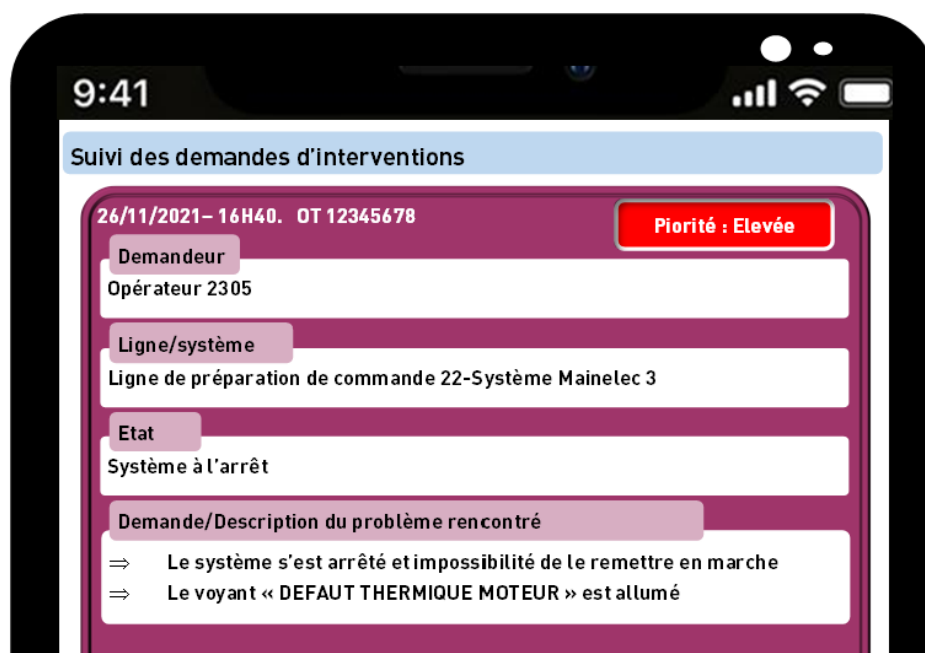 9:41
Suivi des demandes d'interventions
26/11/2021– 16H40. OT 12345678
Piorité : Elevée
Demandeur
Opérateur 2305
Ligne/système
Ligne de préparation de commande 22-Système Mainelec 3
Etat
Système à l'arrêt
Demande/Description du problème rencontré
⇒ Le système s'est arrêté et impossibilité de le remettre en marche
⇒ Le voyant « DEFAUT THERMIQUE MOTEUR » est allumé